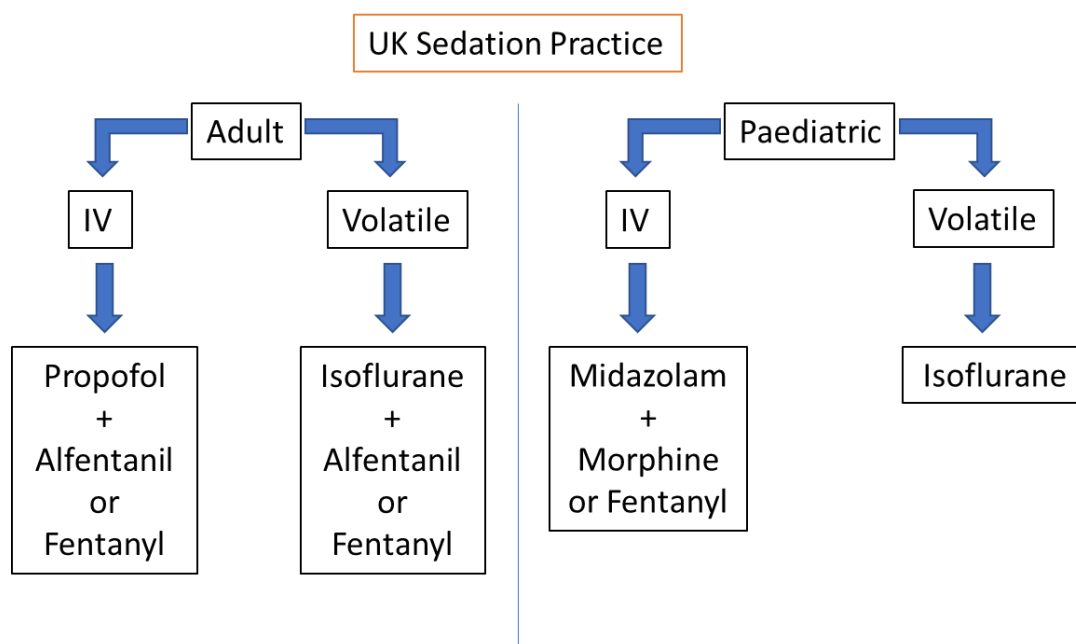 UK Sedation Practice
Adult
IV
Volatile
Propofol
+
Alfentanil
or
Fentanyl
Isoflurane
+
Alfentanil
or
Fentanyl
Paediatric
IV
Volatile
Midazolam
+
Morphine
or Fentanyl
Isoflurane